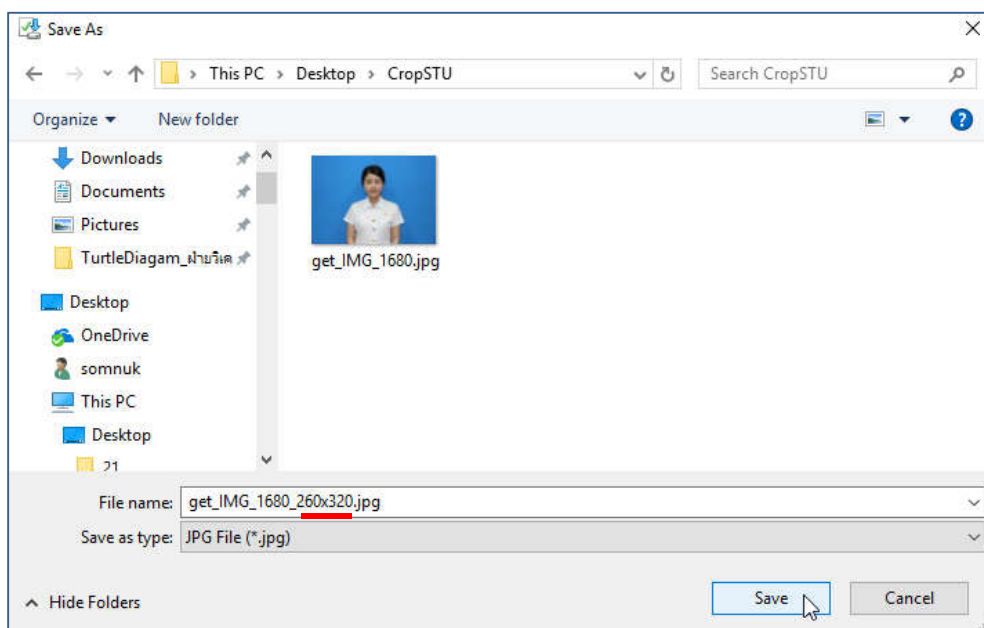 Save As
This PC > Desktop > CropSTU
Search CropSTU
Organize
New folder
Downloads
Documents
Pictures
TurtleDiagam_ฝ่ายวิเค
get_IMG_1680.jpg
Desktop
OneDrive
somnuk
This PC
Desktop
21
File name: get_IMG_1680_260x320.jpg
Save as type: JPG File (*.jpg)
Hide Folders
Save
Cancel